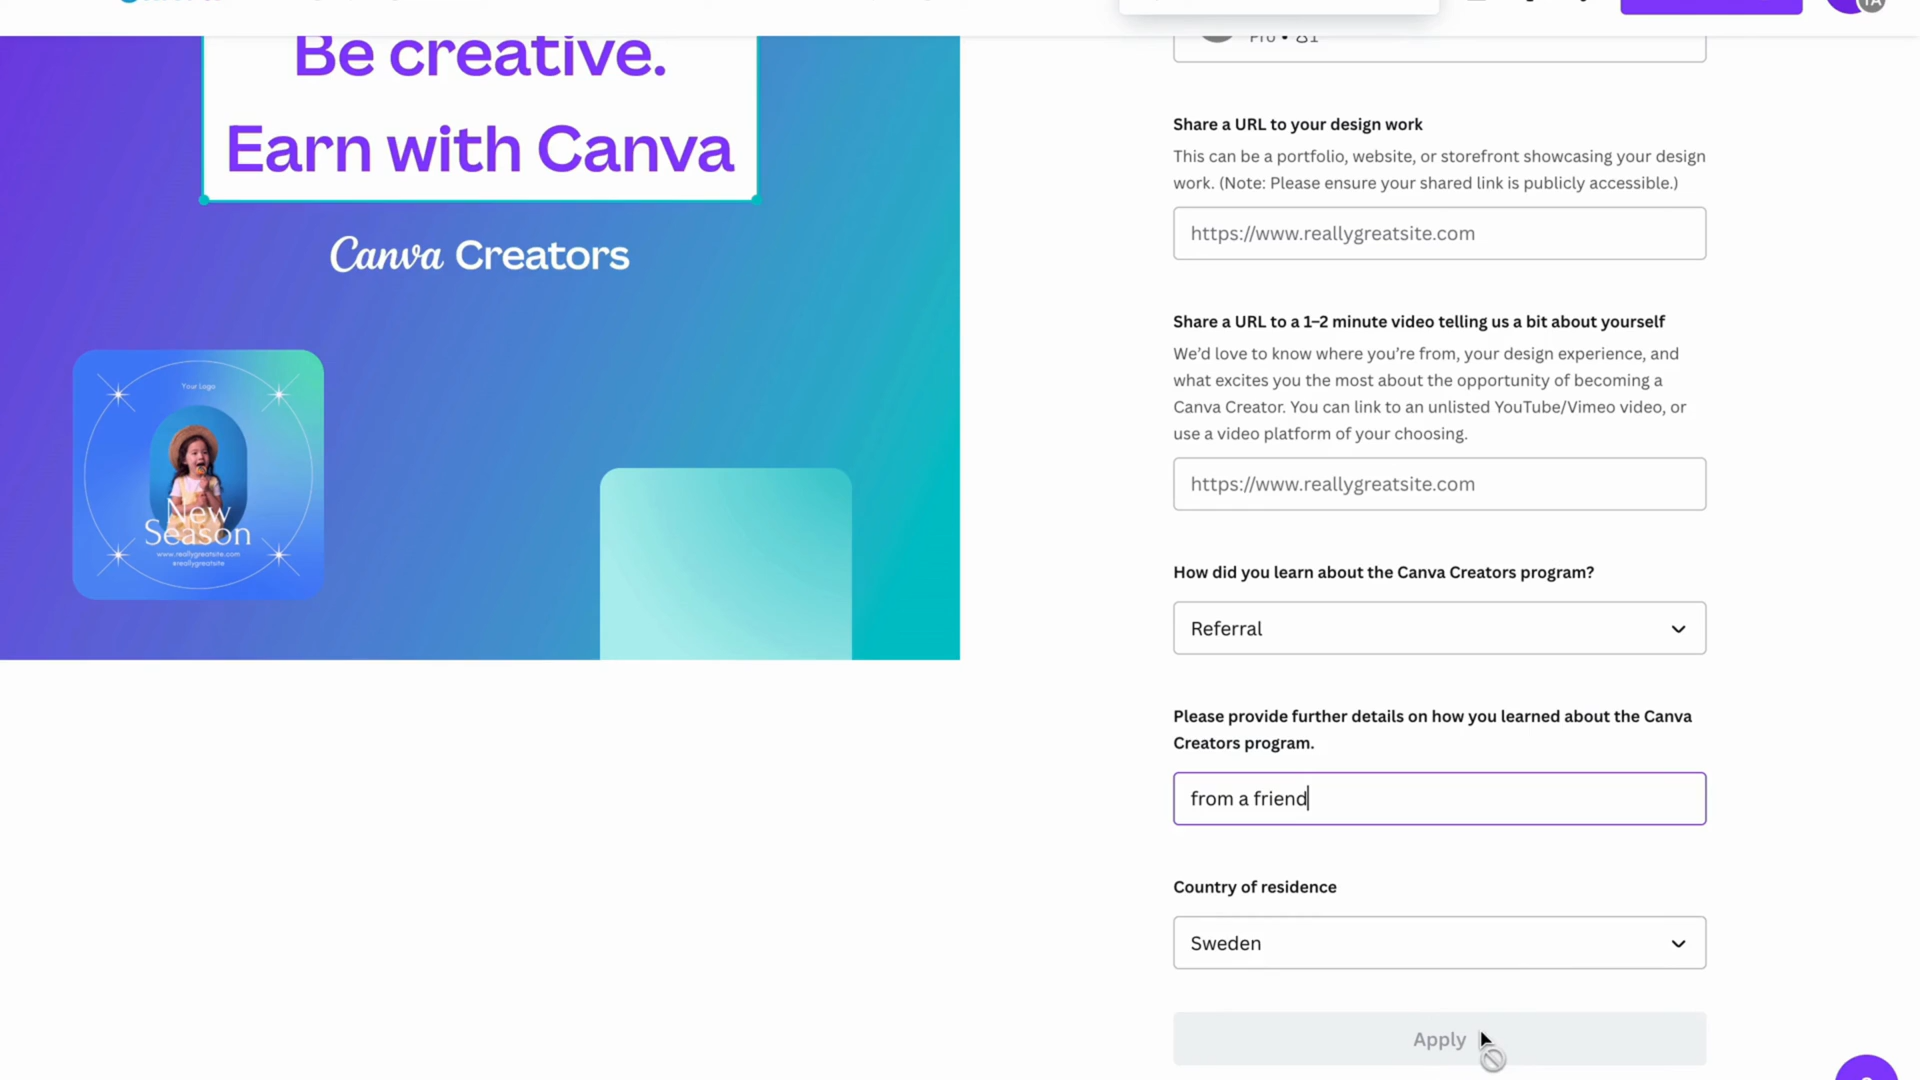 Be creative.
Earn with Canva
Canva Creators
Your Logo
New
Season
www.reallygreatsite.com
@reallygreatsite
Pro • 1
Share a URL to your design work
This can be a portfolio, website, or storefront showcasing your design
work. (Note: Please ensure your shared link is publicly accessible.)
https://www.reallygreatsite.com
Share a URL to a 1–2 minute video telling us a bit about yourself
We’d love to know where you’re from, your design experience, and
what excites you the most about the opportunity of becoming a
Canva Creator. You can link to an unlisted YouTube/Vimeo video, or
use a video platform of your choosing.
https://www.reallygreatsite.com
How did you learn about the Canva Creators program?
Referral
Please provide further details on how you learned about the Canva
Creators program.
from a friend
Country of residence
Sweden
Apply